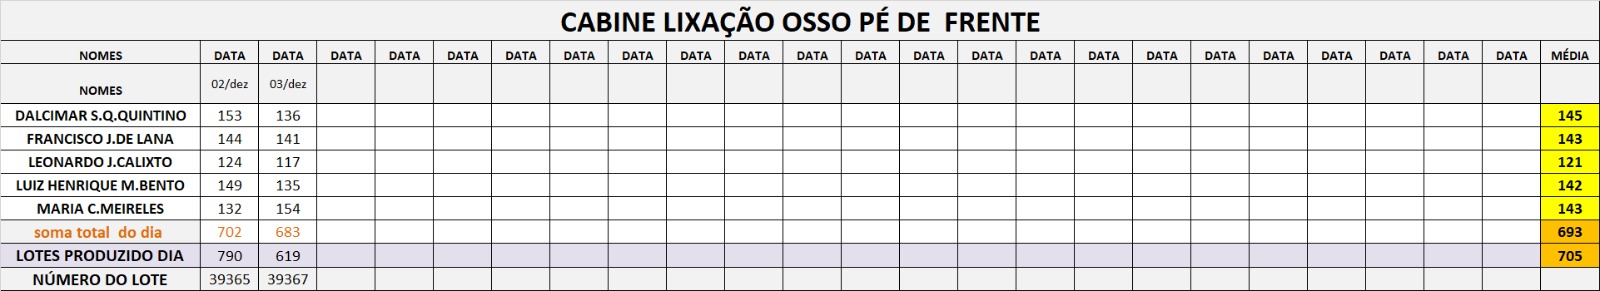 CABINE LIXAÇÃO OSSO PÉ DE  FRENTE
NOMES DATA DATA DATA DATA DATA DATA DATA DATA DATA DATA DATA DATA DATA DATA DATA DATA DATA DATA DATA DATA DATA DATA DATA MÉDIA
NOMES 02/dez 03/dez
DALCIMAR S.Q.QUINTINO 153 136 145
FRANCISCO J.DE LANA 144 141 143
LEONARDO J.CALIXTO 124 117 121
LUIZ HENRIQUE M.BENTO 149 135 142
MARIA C.MEIRELES 132 154 143
soma total  do dia 702 683 693
LOTES PRODUZIDO DIA 790 619 705
NÚMERO DO LOTE 39365 39367